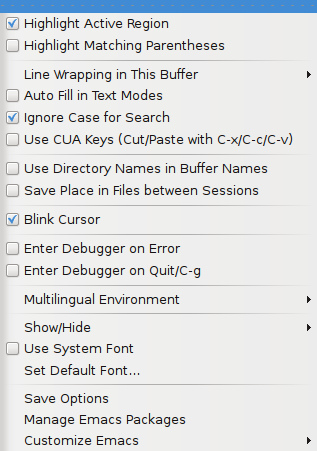 Highlight Active Region
Highlight Matching Parentheses
Line Wrapping in This Buffer
Auto Fill in Text Modes
Ignore Case for Search
Use CUA Keys (Cut/Paste with C-x/C-c/C-v)
Use Directory Names in Buffer Names
Save Place in Files between Sessions
Blink Cursor
Enter Debugger on Error
Enter Debugger on Quit/C-g
Multilingual Environment
Show/Hide
Use System Font
Set Default Font...
Save Options
Manage Emacs Packages
Customize Emacs